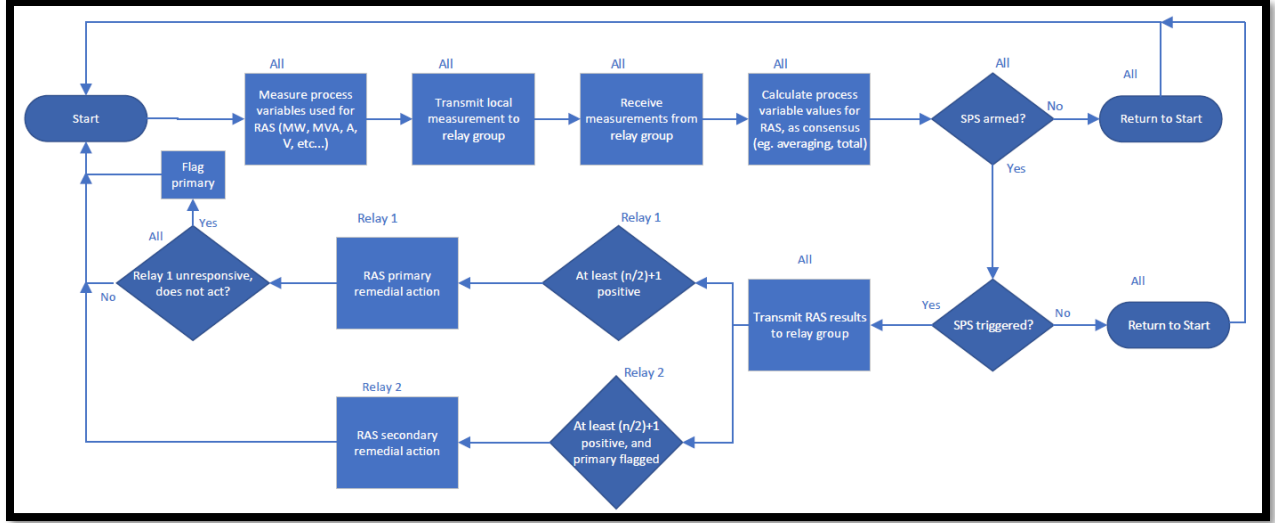 All
All
All
All
All
Start
Measure process
variables used for
RAS (MW, MVA, A,
V, etc...)
Transmit local
measurement to
relay group
Receive
measurements from
relay group
Calculate process
variable values for
RAS, as consensus
(eg. averaging, total)
SPS armed?
No
All
Return to Start
Yes
Flag
primary
Yes
All
Relay 1 unresponsive,
does not act?
No
Relay 1
RAS primary
remedial action
Relay 1
At least (n/2)+1
positive
All
Transmit RAS results
to relay group
Yes
SPS triggered?
No
All
Return to Start
Relay 2
RAS secondary
remedial action
Relay 2
At least (n/2)+1
positive, and
primary flagged